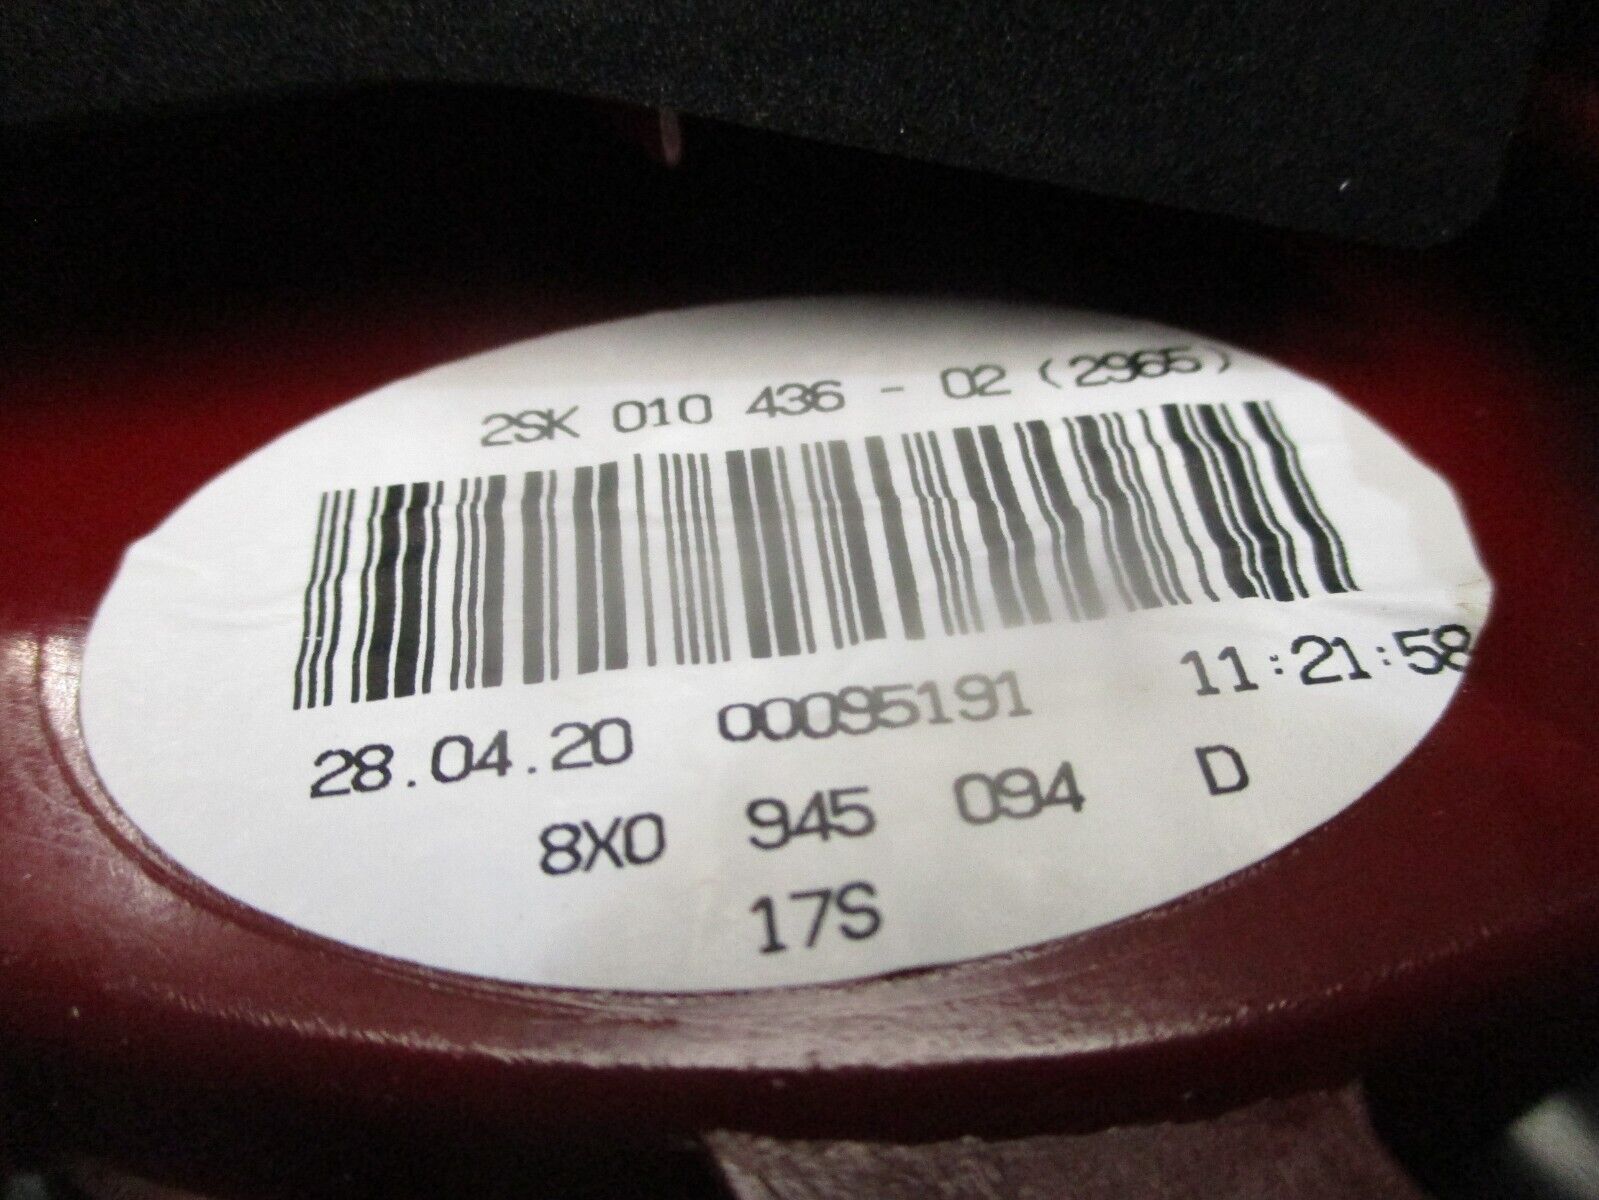 2SK 010 436 - 02 (2965)
28.04.20 00095191 11:21:58
8X0 945 094 D
17S